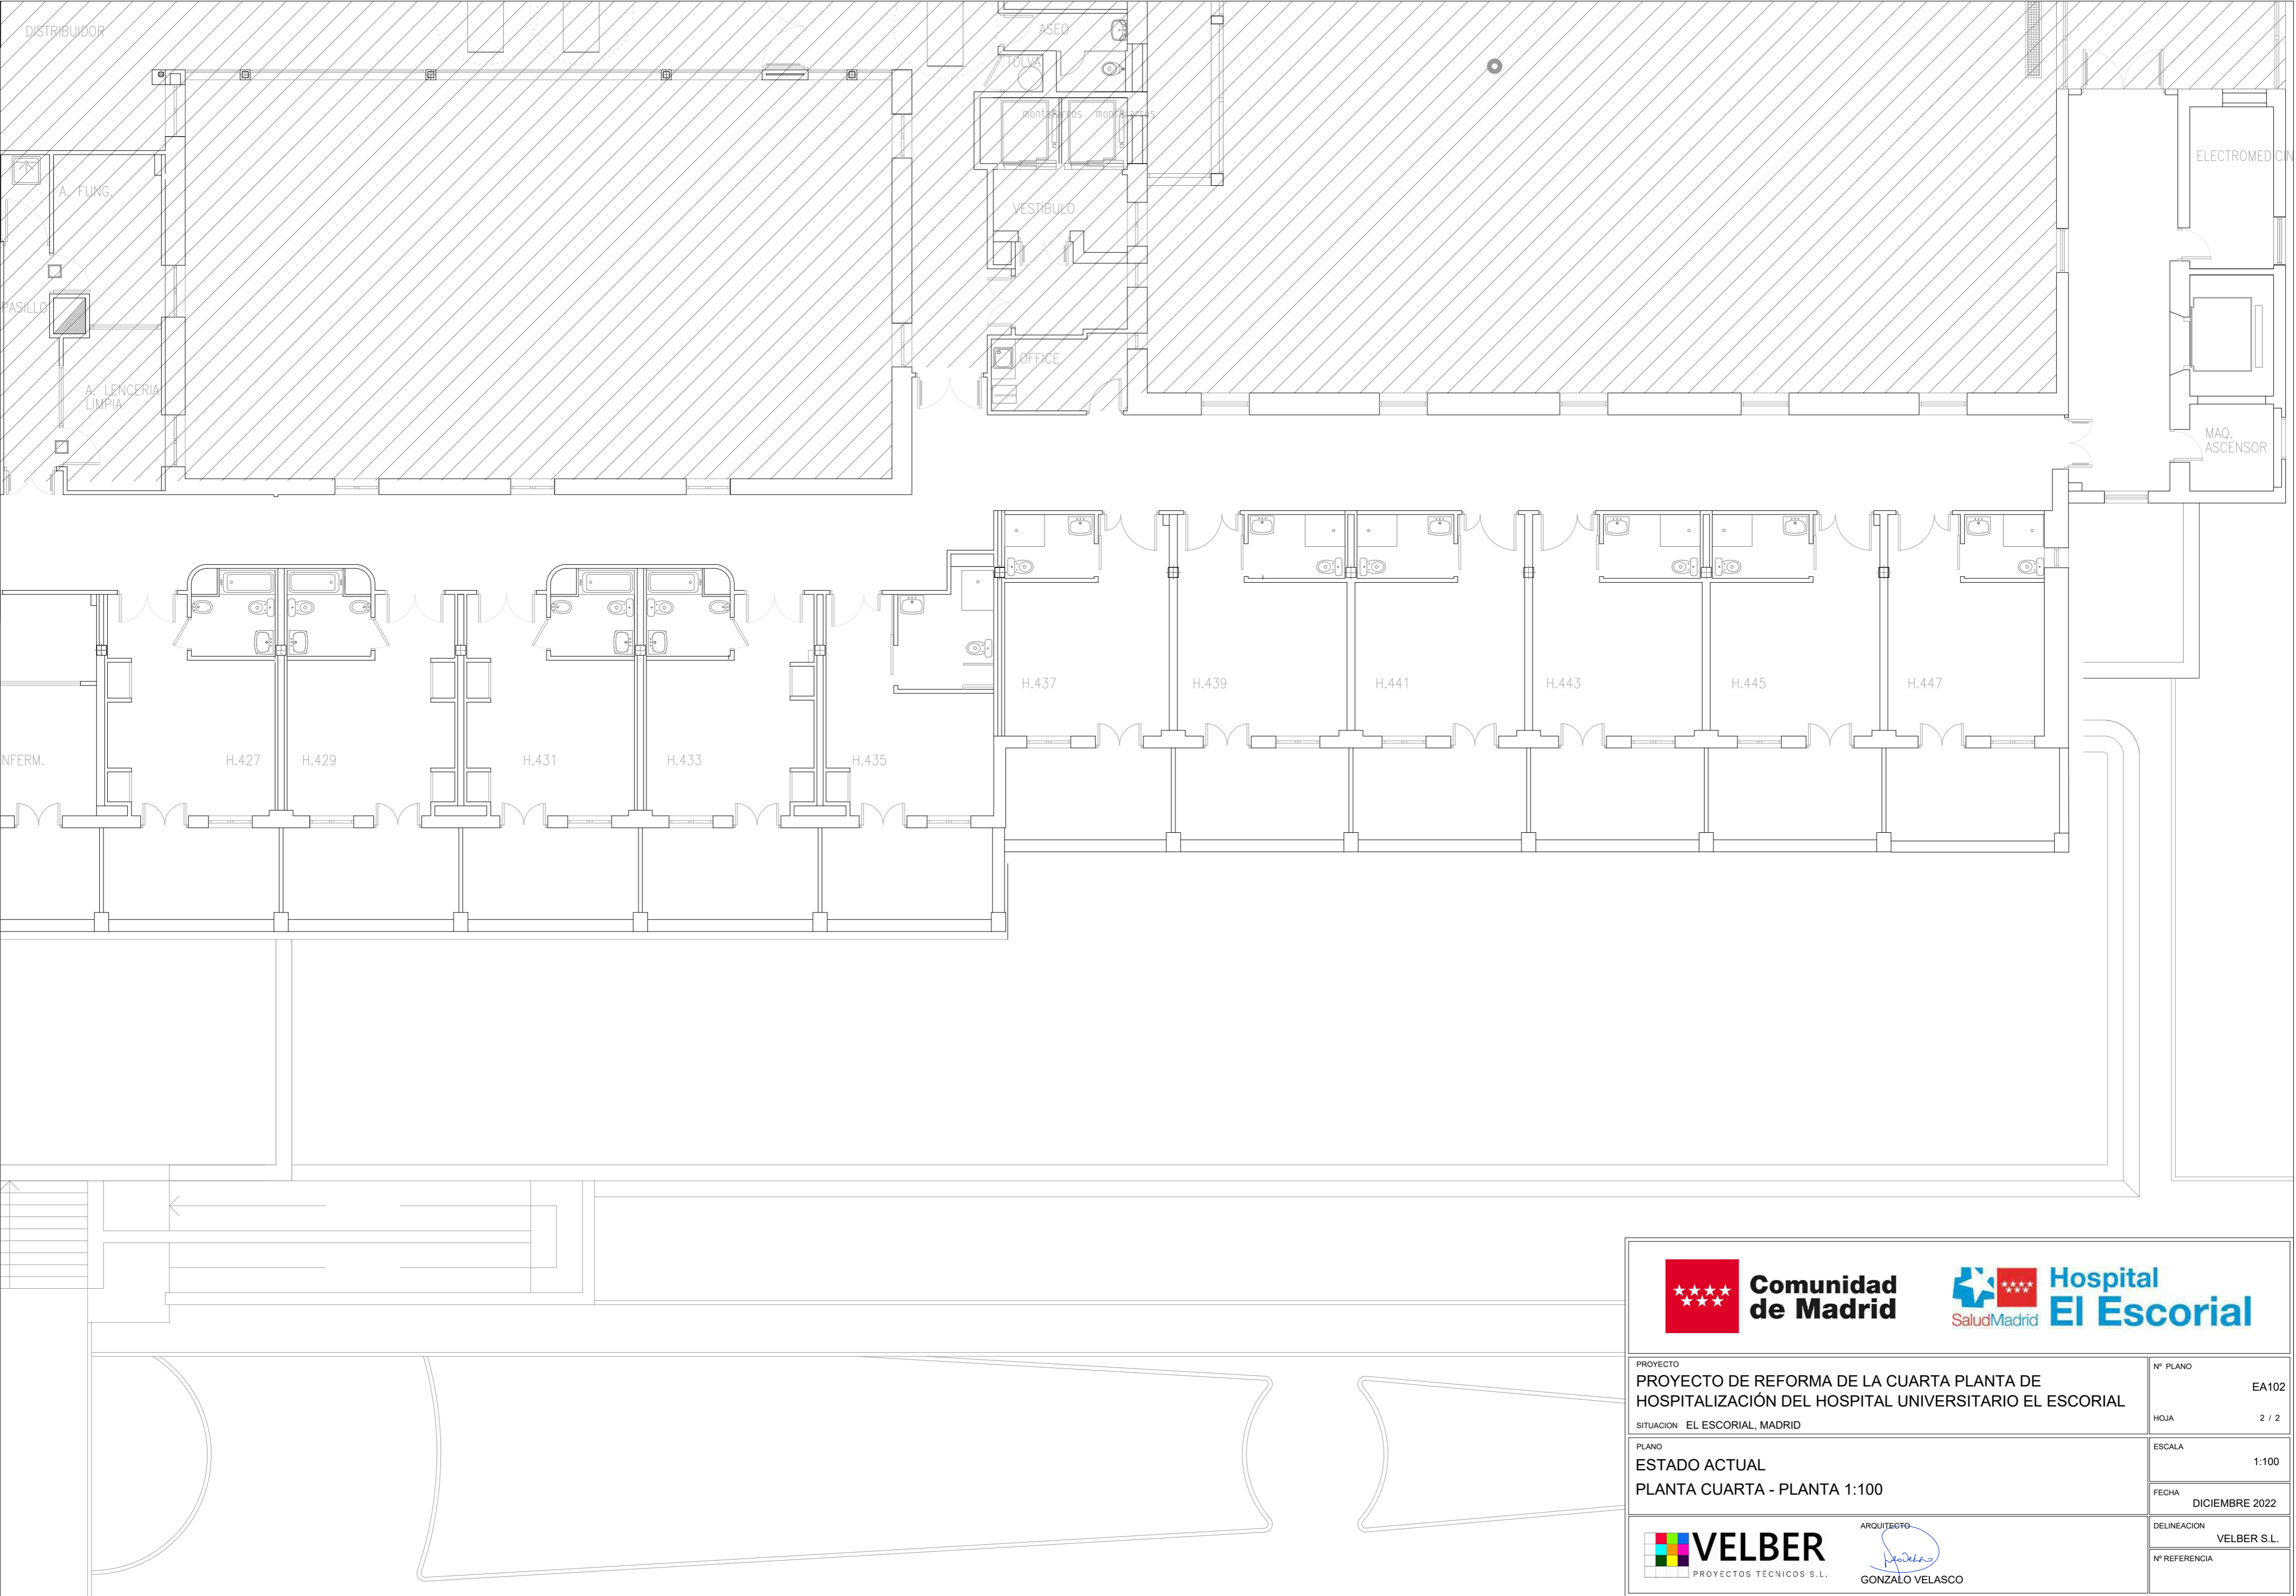 DISTRIBUIDOR
ASEO
TOLVA
montacarros montacarros
A. FUNG.
VESTÍBULO
ELECTROMEDICIN
PASILLO
OFFICE
A. LENCERIA
LIMPIA
MAQ.
ASCENSOR
H.437
H.439
H.441
H.443
H.445
H.447
NFERM.
H.427
H.429
H.431
H.433
H.435
Comunidad
de Madrid
SaludMadrid
Hospital
El Escorial
PROYECTO
PROYECTO DE REFORMA DE LA CUARTA PLANTA DE
HOSPITALIZACIÓN DEL HOSPITAL UNIVERSITARIO EL ESCORIAL
SITUACION EL ESCORIAL, MADRID
Nº PLANO
EA102
HOJA 2 / 2
PLANO
ESTADO ACTUAL
PLANTA CUARTA - PLANTA 1:100
ESCALA
1:100
FECHA
DICIEMBRE 2022
VELBER
PROYECTOS TÉCNICOS S.L.
ARQUITECTO
GONZALO VELASCO
DELINEACION
VELBER S.L.
Nº REFERENCIA